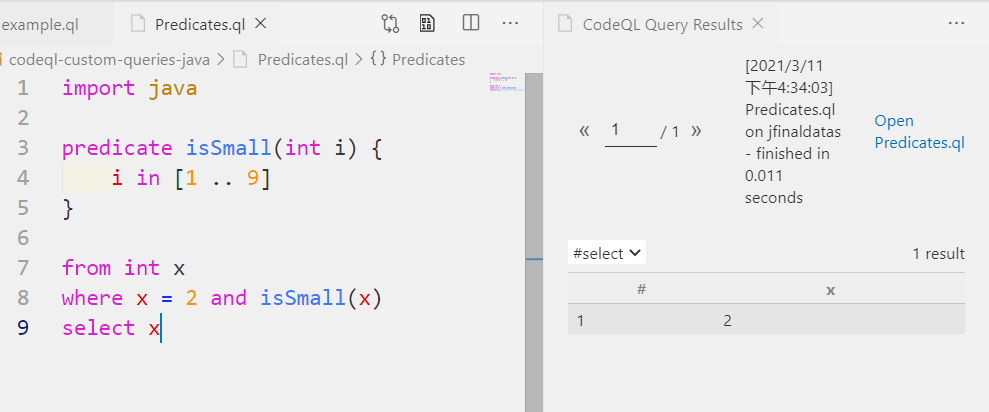 example.ql
Predicates.ql
codeql-custom-queries-java > Predicates.ql > {} Predicates
1 import java
2
3 predicate isSmall(int i) {
4     i in [1 .. 9]
5 }
6
7 from int x
8 where x = 2 and isSmall(x)
9 select x
CodeQL Query Results
« 1 / 1 »
[2021/3/11
下午4:34:03]
Predicates.ql
on jfinaldatas
- finished in
0.011
seconds
Open
Predicates.ql
#select
1 result
# x
1 2